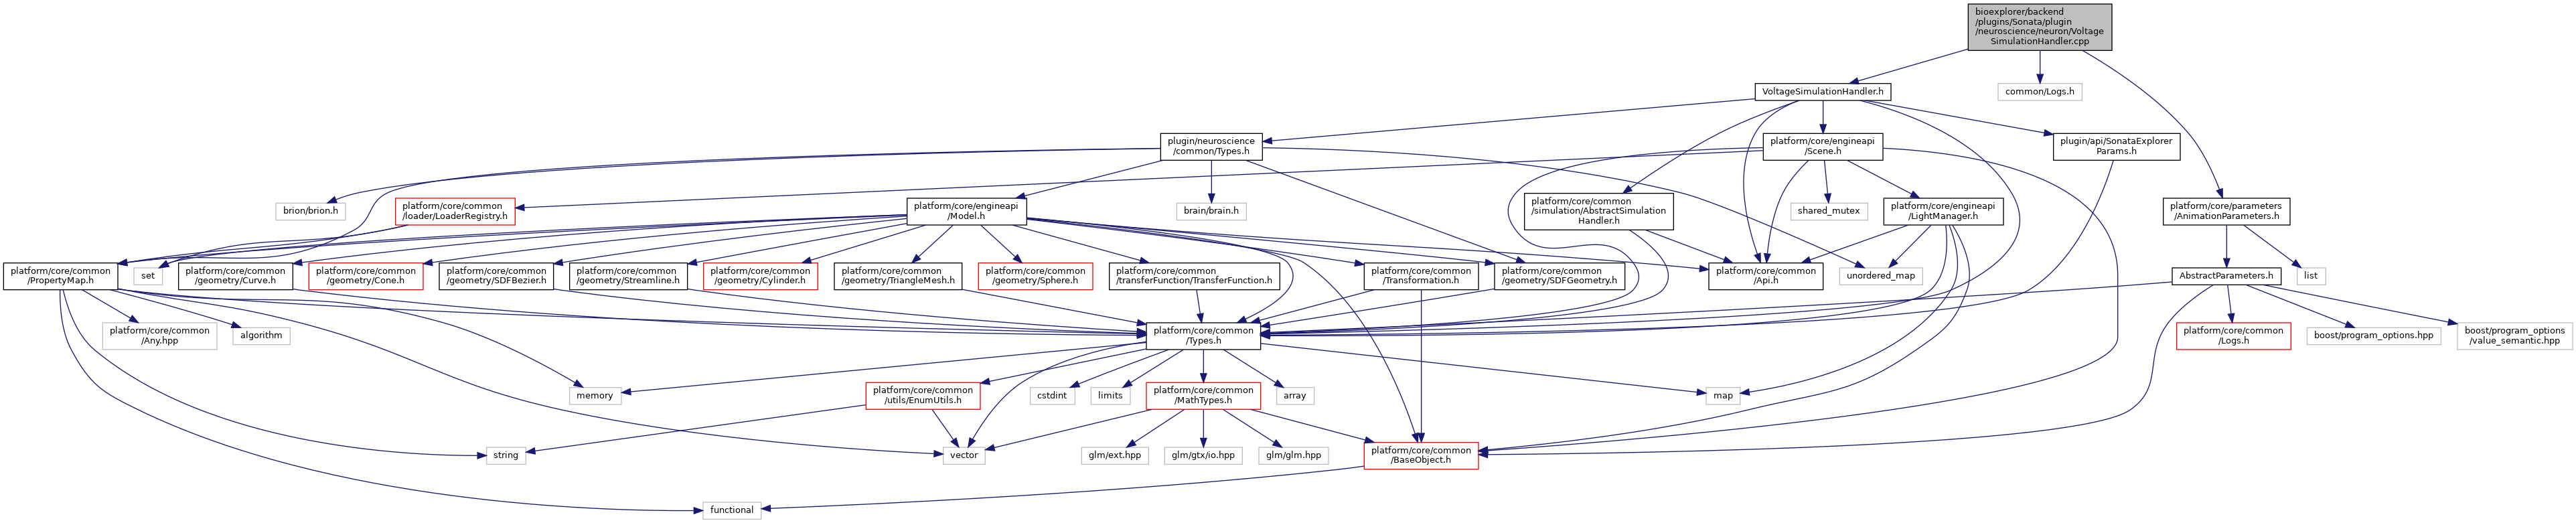 bioexplorer/backend
/plugins/Sonata/plugin
/neuroscience/neuron/Voltage
SimulationHandler.cpp
VoltageSimulationHandler.h
common/Logs.h
plugin/neuroscience
/common/Types.h
platform/core/engineapi
/Scene.h
plugin/api/SonataExplorer
Params.h
brion/brion.h
platform/core/common
/loader/LoaderRegistry.h
platform/core/engineapi
/Model.h
brain/brain.h
platform/core/common
/simulation/AbstractSimulation
Handler.h
shared_mutex
platform/core/engineapi
/LightManager.h
platform/core/parameters
/AnimationParameters.h
platform/core/common
/PropertyMap.h
set
platform/core/common
/geometry/Curve.h
platform/core/common
/geometry/Cone.h
platform/core/common
/geometry/SDFBezier.h
platform/core/common
/geometry/Streamline.h
platform/core/common
/geometry/Cylinder.h
platform/core/common
/geometry/TriangleMesh.h
platform/core/common
/geometry/Sphere.h
platform/core/common
/transferFunction/TransferFunction.h
platform/core/common
/Transformation.h
platform/core/common
/geometry/SDFGeometry.h
platform/core/common
/Api.h
unordered_map
AbstractParameters.h
list
platform/core/common
/Any.hpp
algorithm
platform/core/common
/Types.h
platform/core/common
/Logs.h
boost/program_options.hpp
boost/program_options
/value_semantic.hpp
memory
platform/core/common
/utils/EnumUtils.h
cstdint
limits
platform/core/common
/MathTypes.h
array
map
string
vector
glm/ext.hpp
glm/gtx/io.hpp
glm/glm.hpp
platform/core/common
/BaseObject.h
functional